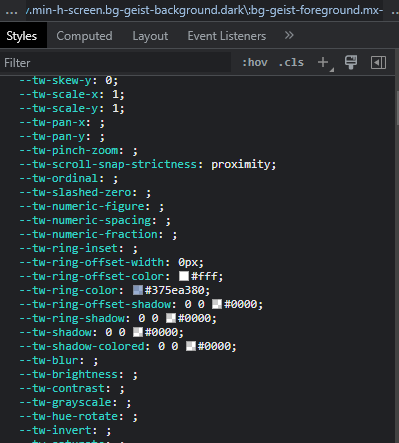 ... .min-h-screen.bg-geist-background.dark\:bg-geist-foreground.mx- ...
Styles Computed Layout Event Listeners
Filter :hov .cls
--tw-skew-y: 0;
--tw-scale-x: 1;
--tw-scale-y: 1;
--tw-pan-x: ;
--tw-pan-y: ;
--tw-pinch-zoom: ;
--tw-scroll-snap-strictness: proximity;
--tw-ordinal: ;
--tw-slashed-zero: ;
--tw-numeric-figure: ;
--tw-numeric-spacing: ;
--tw-numeric-fraction: ;
--tw-ring-inset: ;
--tw-ring-offset-width: 0px;
--tw-ring-offset-color: #fff;
--tw-ring-color: #375ea380;
--tw-ring-offset-shadow: 0 0 #0000;
--tw-ring-shadow: 0 0 #0000;
--tw-shadow: 0 0 #0000;
--tw-shadow-colored: 0 0 #0000;
--tw-blur: ;
--tw-brightness: ;
--tw-contrast: ;
--tw-grayscale: ;
--tw-hue-rotate: ;
--tw-invert: ;